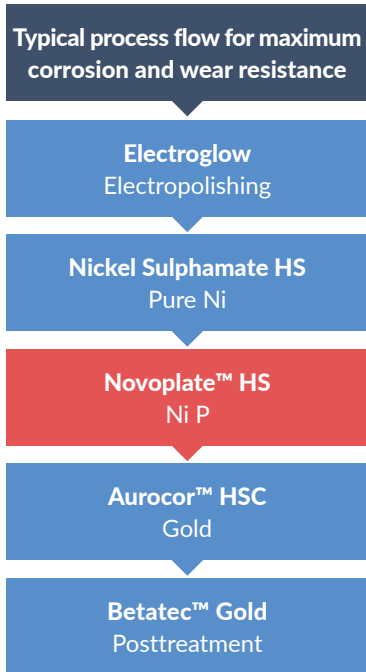 Typical process flow for maximum
corrosion and wear resistance
Electroglow
Electropolishing
Nickel Sulphamate HS
Pure Ni
Novoplate™ HS
Ni P
Aurocor™ HSC
Gold
Betatec™ Gold
Posttreatment